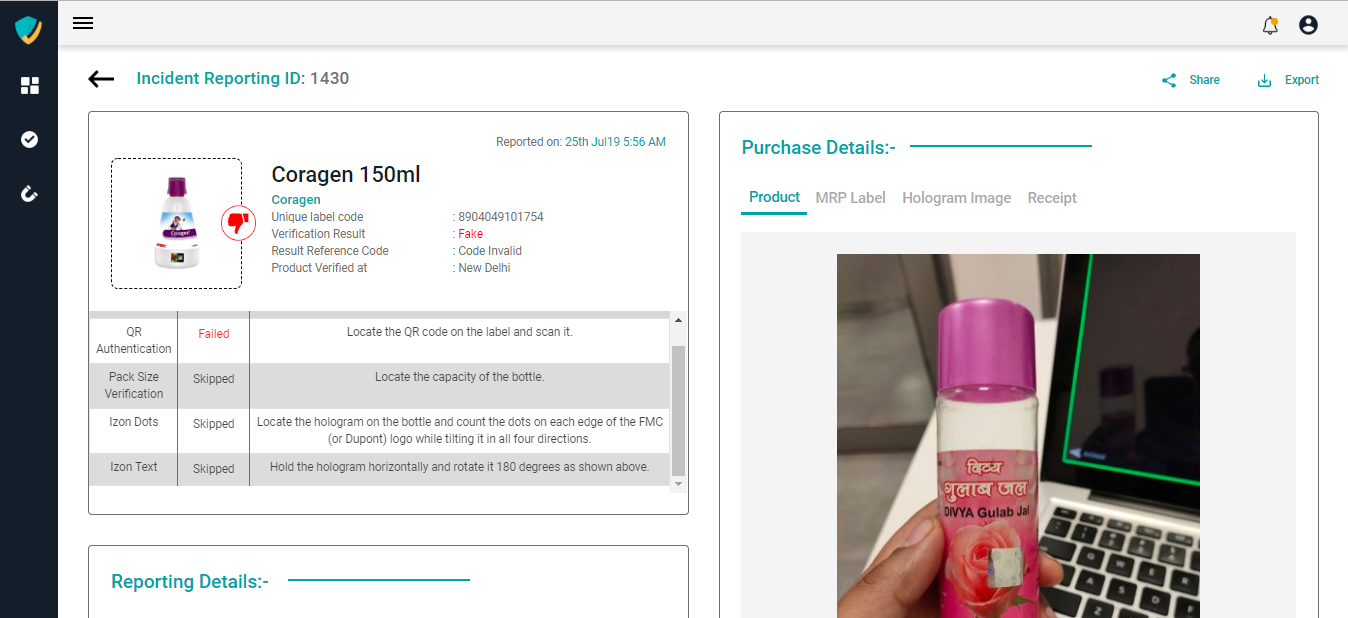 Incident Reporting ID: 1430
Share
Export
Reported on: 25th Jul19 5:56 AM
Coragen 150ml
Coragen
Unique label code : 8904049101754
Verification Result : Fake
Result Reference Code : Code Invalid
Product Verified at : New Delhi
Coragen
QR Authentication Failed Locate the QR code on the label and scan it.
Pack Size Verification Skipped Locate the capacity of the bottle.
Izon Dots Skipped Locate the hologram on the bottle and count the dots on each edge of the FMC
(or Dupont) logo while tilting it in all four directions.
Izon Text Skipped Hold the hologram horizontally and rotate it 180 degrees as shown above.
Reporting Details:-
Purchase Details:-
Product MRP Label Hologram Image Receipt
दिव्य
गुलाब जल
DIVYA Gulab Jal